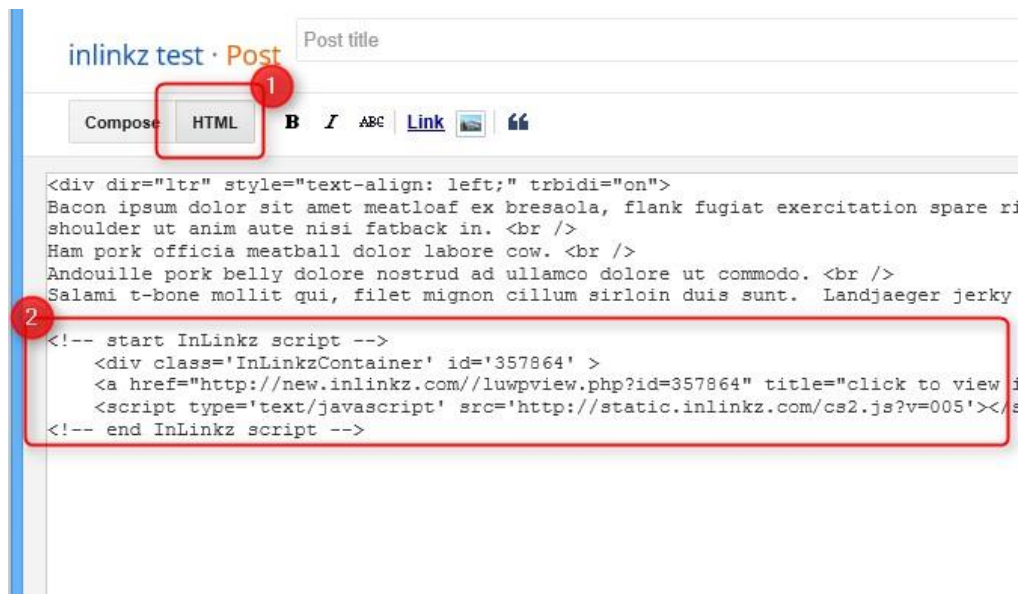 inlinkz test · Post
Post title
1
Compose HTML B I ABC Link
<div dir="ltr" style="text-align: left;" trbidi="on">
Bacon ipsum dolor sit amet meatloaf ex bresaola, flank fugiat exercitation spare ri
shoulder ut anim aute nisi fatback in. <br />
Ham pork officia meatball dolor labore cow. <br />
Andouille pork belly dolore nostrud ad ullamco dolore ut commodo. <br />
Salami t-bone mollit qui, filet mignon cillum sirloin duis sunt.  Landjaeger jerky
2
<!-- start InLinkz script -->
<div class='InLinkzContainer' id='357864' >
<a href="http://new.inlinkz.com//luwpview.php?id=357864" title="click to view i
<script type='text/javascript' src='http://static.inlinkz.com/cs2.js?v=005'></s
<!-- end InLinkz script -->